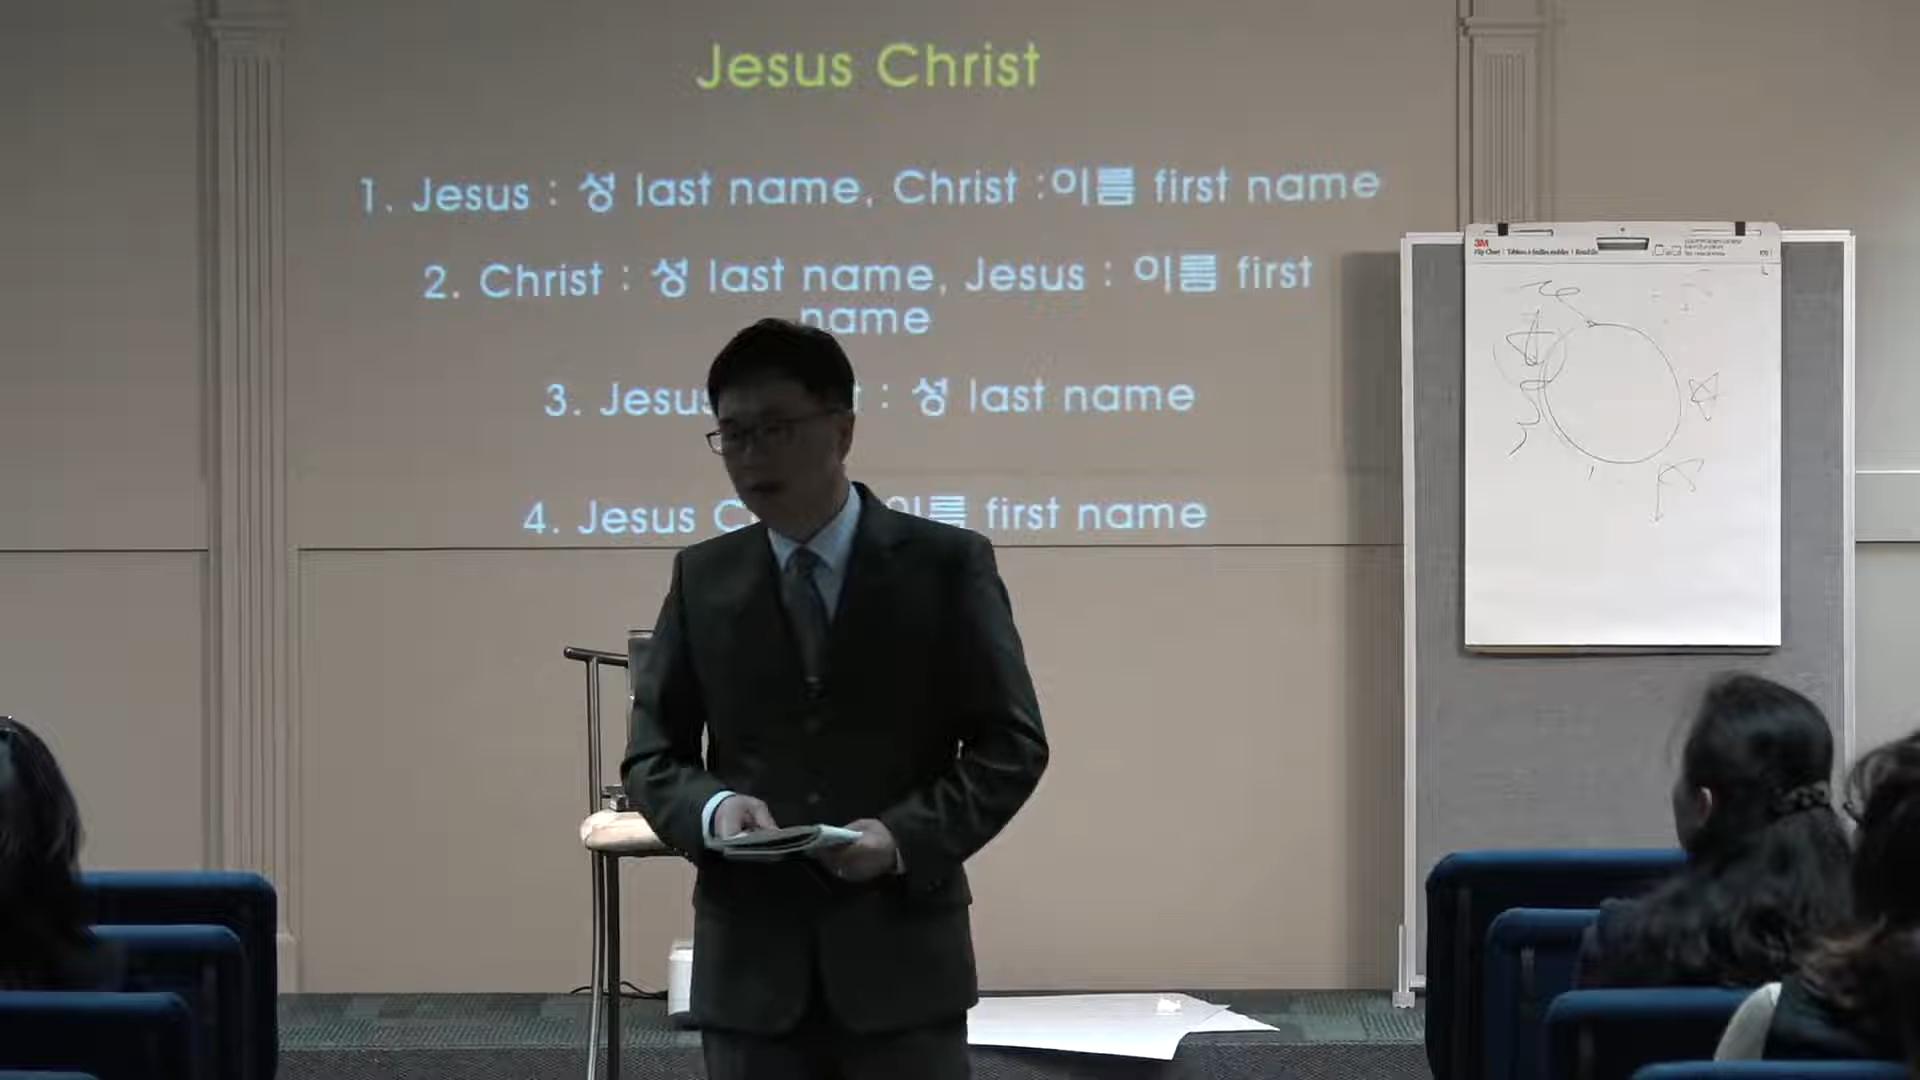 Jesus Christ
1. Jesus : 성 last name, Christ :이름 first name
2. Christ : 성 last name, Jesus : 이름 first
name
3. : 성 last name
4. Jesus 이름 first name
3M
Flip Chart